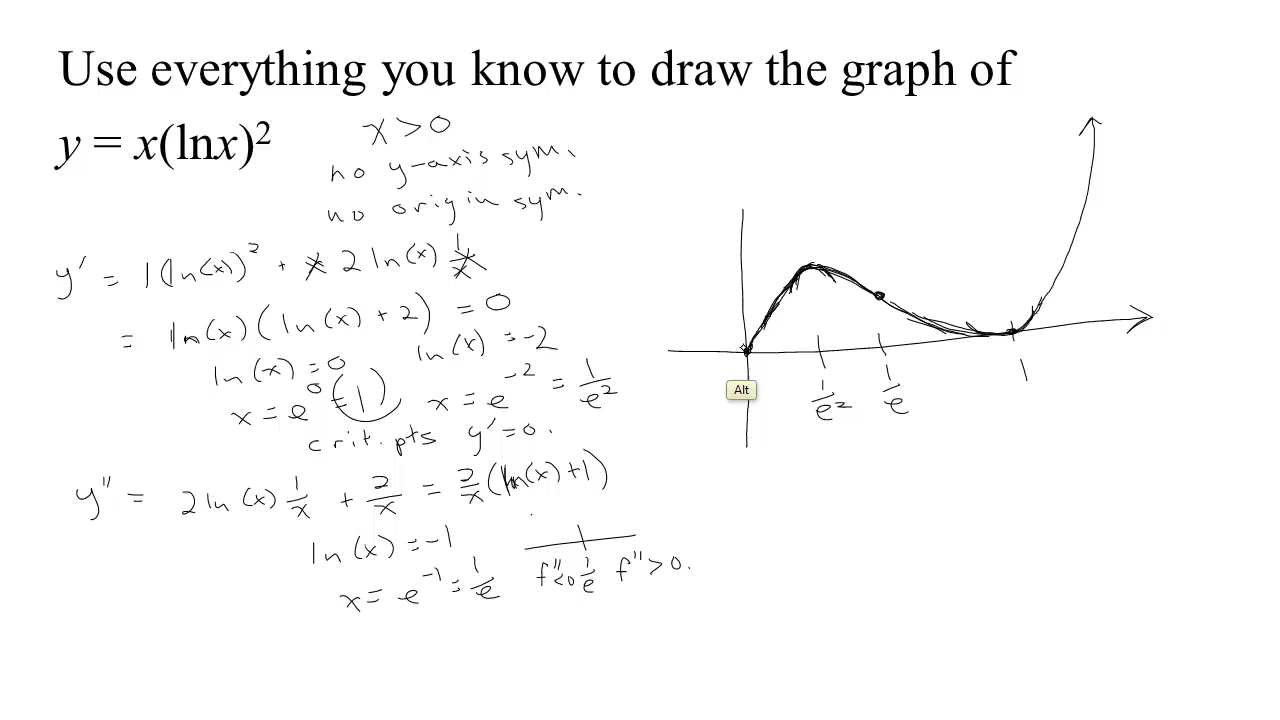 Use everything you know to draw the graph of
y = x(lnx)²
x > 0
no y-axis sym.
no origin sym.
y' = 1(ln(x))² + x 2 ln(x) 1/x
= ln(x)(ln(x) + 2) = 0
ln(x) = 0 ln(x) = -2
x = e⁰ = 1 x = e⁻² = 1/e²
crit. pts y' = 0.
y'' = 2 ln(x) 1/x + 2/x = 2/x (ln(x) + 1)
ln(x) = -1
x = e⁻¹ = 1/e
f'' < 0 1/e f'' > 0.
Alt
1/e² 1/e 1